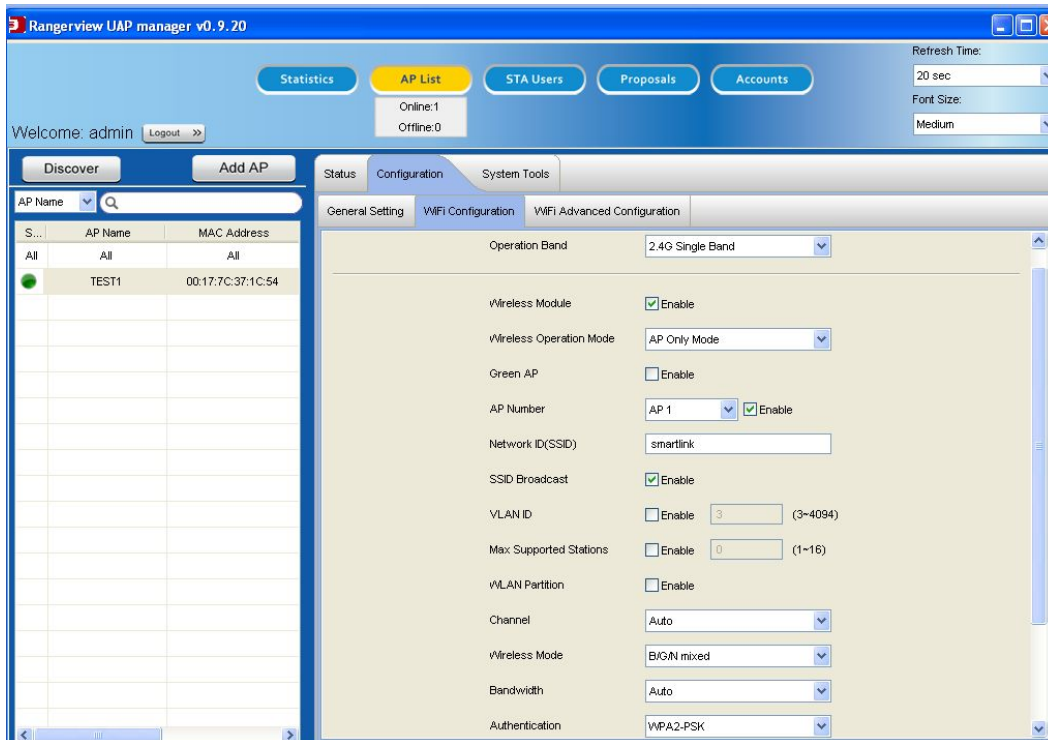 Rangerview UAP manager v0.9.20
Refresh Time:
20 sec
Font Size:
Medium
Statistics AP List STA Users Proposals Accounts
Online:1
Offline:0
Welcome: admin Logout >>
Discover Add AP
AP Name
S... AP Name MAC Address
All All All
TEST1 00:17:7C:37:1C:54
Status Configuration System Tools
General Setting WiFi Configuration WiFi Advanced Configuration
Operation Band 2.4G Single Band
Wireless Module Enable
Wireless Operation Mode AP Only Mode
Green AP Enable
AP Number AP 1 Enable
Network ID(SSID) smartlink
SSID Broadcast Enable
VLAN ID Enable 3 (3~4094)
Max Supported Stations Enable 0 (1~16)
WLAN Partition Enable
Channel Auto
Wireless Mode B/G/N mixed
Bandwidth Auto
Authentication WPA2-PSK